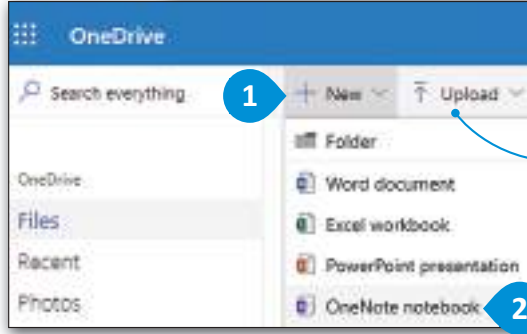 OneDrive
Search everything
1
New
Upload
Folder
OneDrive
Word document
Files
Excel workbook
Recent
PowerPoint presentation
Photos
OneNote notebook
2